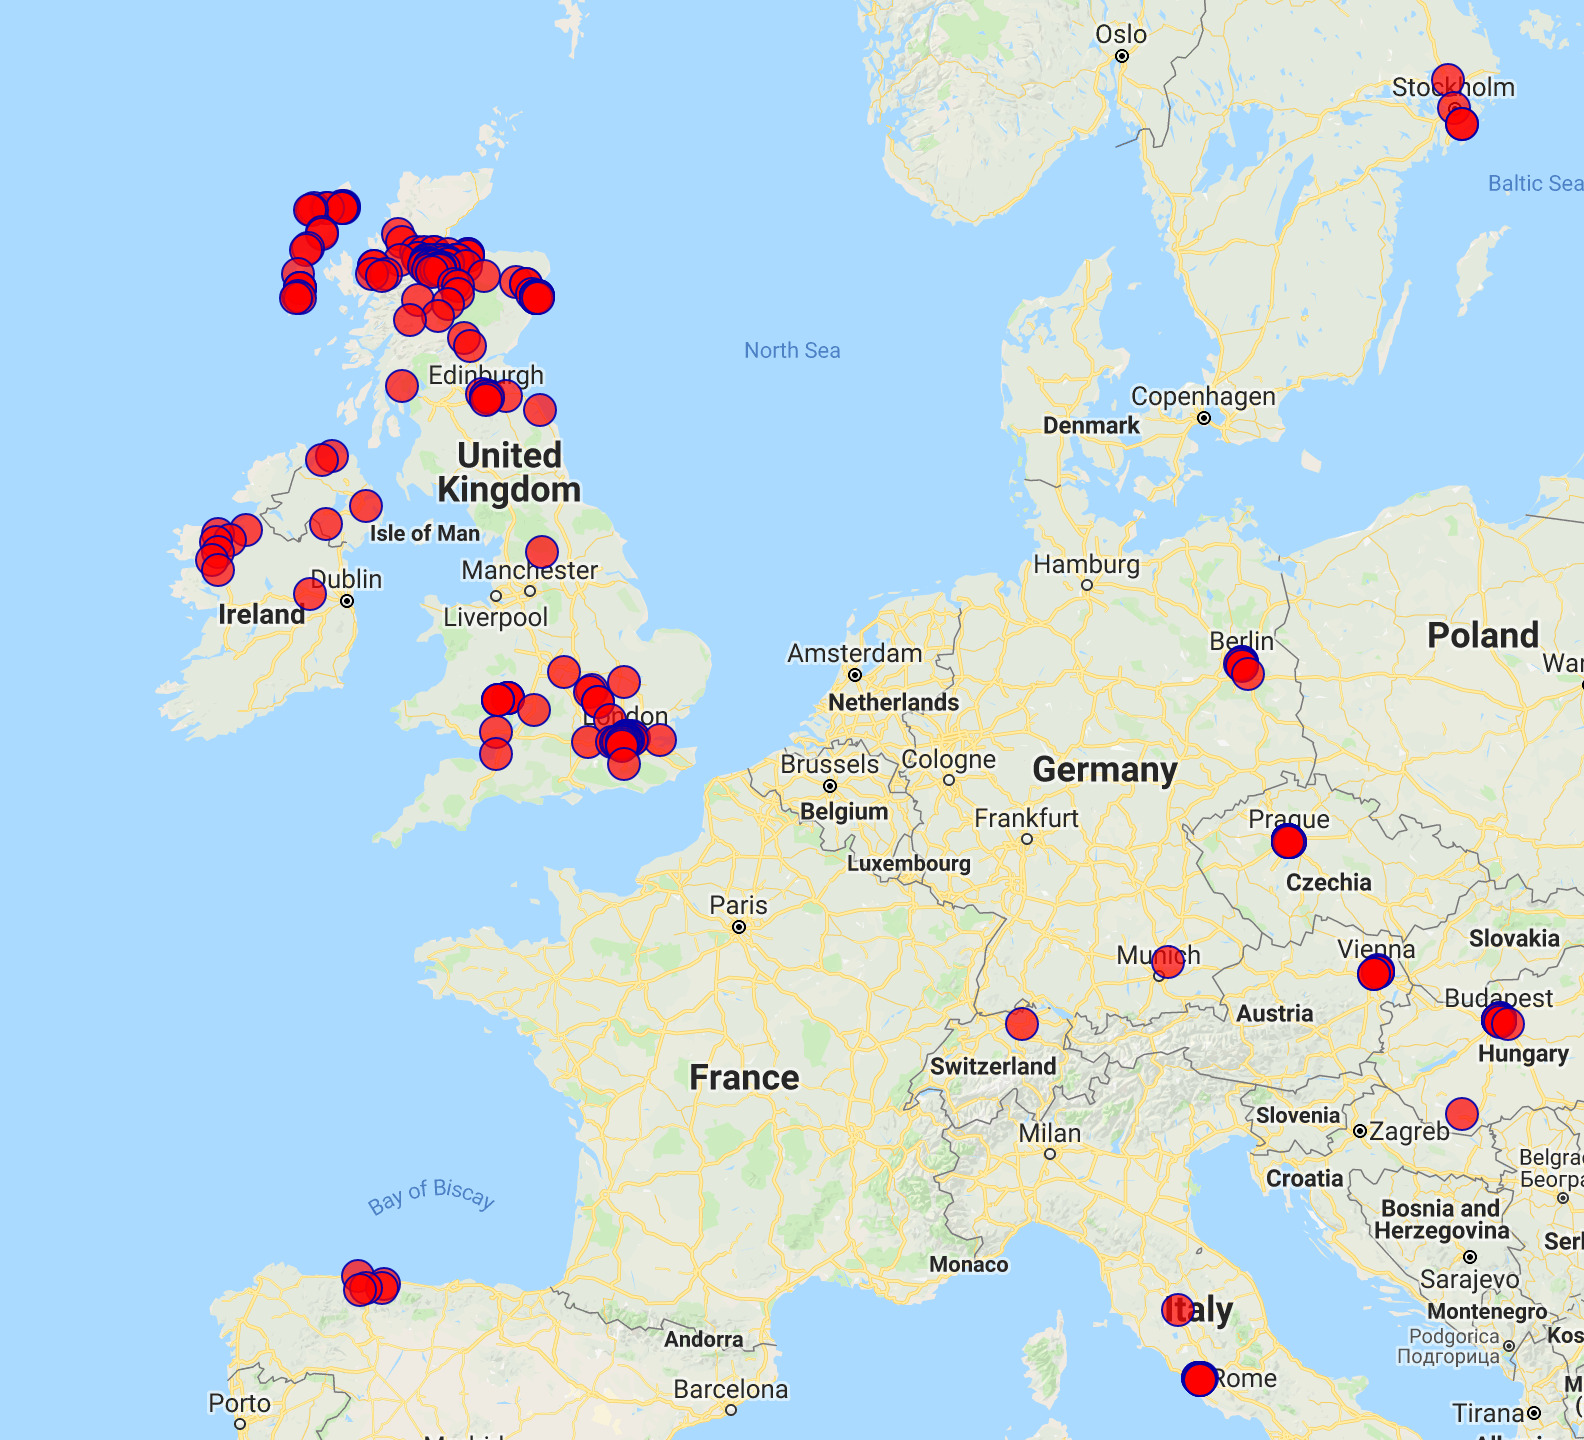 Oslo
Stockholm
Baltic Sea
North Sea
Edinburgh
Copenhagen
Denmark
United
Kingdom
Isle of Man
Hamburg
Manchester
Dublin
Liverpool
Ireland
Berlin
Poland
Amsterdam
War
Netherlands
London
Brussels
Cologne
Germany
Belgium
Frankfurt
Prague
Luxembourg
Czechia
Paris
Slovakia
Munich
Vienna
Budapest
Austria
Hungary
Switzerland
France
Slovenia
Milan
Zagreb
Belgra
Београ
Croatia
Bay of Biscay
Bosnia and
Herzegovina
Serl
Monaco
Sarajevo
Italy
Montenegro
Andorra
Podgorica
Подгорица
Kos
Rome
Barcelona
M
(
Porto
Tirana